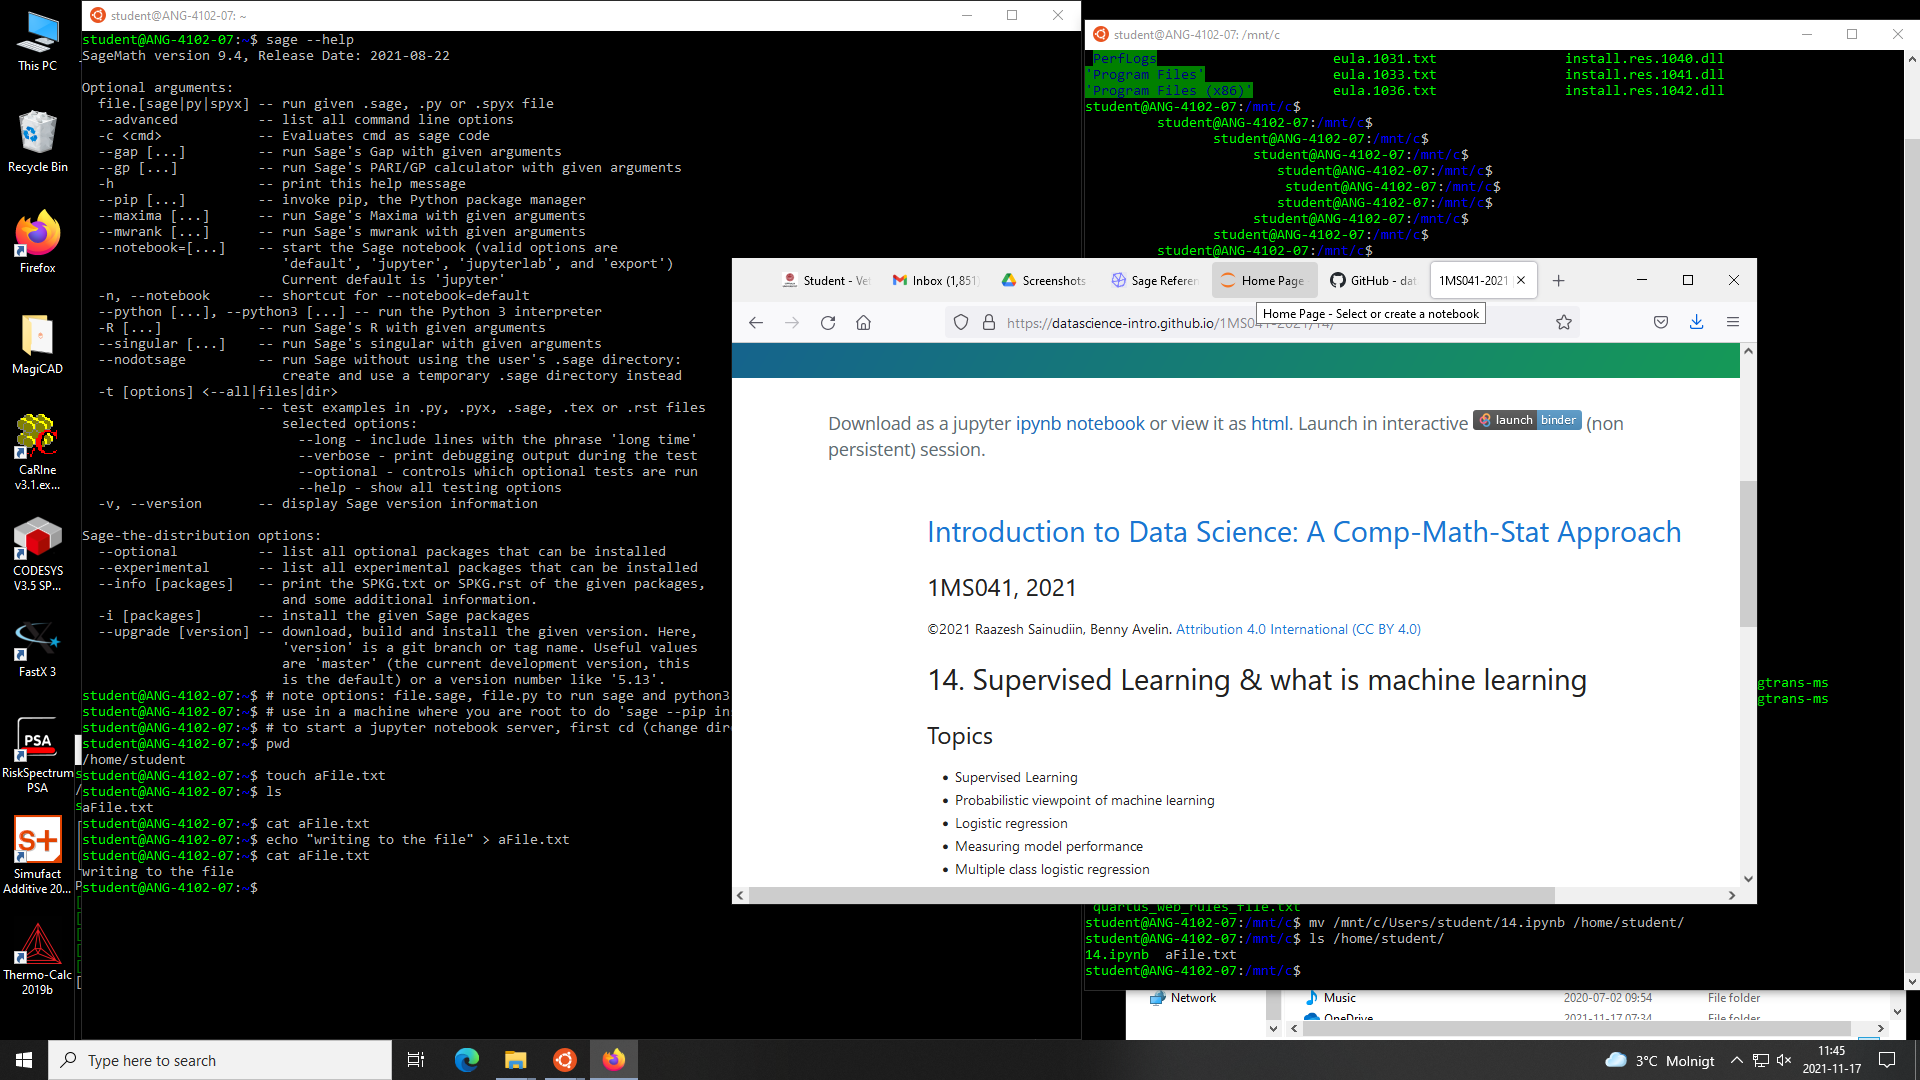 This PC
Recycle Bin
Firefox
MagiCAD
CaRIne
v3.1.ex...
CODESYS
V3.5 SP...
FastX 3
RiskSpectrum
PSA
Simufact
Additive 20...
Thermo-Calc
2019b
student@ANG-4102-07: ~
student@ANG-4102-07:~$ sage --help
SageMath version 9.4, Release Date: 2021-08-22
Optional arguments:
file.[sage|py|spyx] -- run given .sage, .py or .spyx file
--advanced -- list all command line options
-c <cmd> -- Evaluates cmd as sage code
--gap [...] -- run Sage's Gap with given arguments
--gp [...] -- run Sage's PARI/GP calculator with given arguments
-h -- print this help message
--pip [...] -- invoke pip, the Python package manager
--maxima [...] -- run Sage's Maxima with given arguments
--mwrank [...] -- run Sage's mwrank with given arguments
--notebook=[...] -- start the Sage notebook (valid options are
'default', 'jupyter', 'jupyterlab', and 'export')
Current default is 'jupyter'
-n, --notebook -- shortcut for --notebook=default
--python [...], --python3 [...] -- run the Python 3 interpreter
-R [...] -- run Sage's R with given arguments
--singular [...] -- run Sage's singular with given arguments
--nodotsage -- run Sage without using the user's .sage directory:
create and use a temporary .sage directory instead
-t [options] <--all|files|dir>
-- test examples in .py, .pyx, .sage, .tex or .rst files
selected options:
--long - include lines with the phrase 'long time'
--verbose - print debugging output during the test
--optional - controls which optional tests are run
--help - show all testing options
-v, --version -- display Sage version information
Sage-the-distribution options:
--optional -- list all optional packages that can be installed
--experimental -- list all experimental packages that can be installed
--info [packages] -- print the SPKG.txt or SPKG.rst of the given packages,
and some additional information.
-i [packages] -- install the given Sage packages
--upgrade [version] -- download, build and install the given version. Here,
'version' is a git branch or tag name. Useful values
are 'master' (the current development version, this
is the default) or a version number like '5.13'.
student@ANG-4102-07:~$ # note options: file.sage, file.py to run sage and python3
student@ANG-4102-07:~$ # use in a machine where you are root to do 'sage --pip ins
student@ANG-4102-07:~$ # to start a jupyter notebook server, first cd (change dir
student@ANG-4102-07:~$ pwd
/home/student
student@ANG-4102-07:~$ touch aFile.txt
student@ANG-4102-07:~$ ls
aFile.txt
student@ANG-4102-07:~$ cat aFile.txt
student@ANG-4102-07:~$ echo "writing to the file" > aFile.txt
student@ANG-4102-07:~$ cat aFile.txt
writing to the file
student@ANG-4102-07:~$
student@ANG-4102-07: /mnt/c
PerfLogs eula.1031.txt install.res.1040.dll
'Program Files' eula.1033.txt install.res.1041.dll
'Program Files (x86)' eula.1036.txt install.res.1042.dll
student@ANG-4102-07:/mnt/c$
student@ANG-4102-07:/mnt/c$
student@ANG-4102-07:/mnt/c$
student@ANG-4102-07:/mnt/c$
student@ANG-4102-07:/mnt/c$
student@ANG-4102-07:/mnt/c$
student@ANG-4102-07:/mnt/c$
student@ANG-4102-07:/mnt/c$
student@ANG-4102-07:/mnt/c$
student@ANG-4102-07:/mnt/c$
Student - Vet Inbox (1,851) Screenshots Sage Referen Home Page GitHub - dat 1MS041-2021
https://datascience-intro.github.io/1MS041-2021/14/
Home Page - Select or create a notebook
Download as a jupyter ipynb notebook or view it as html. Launch in interactive launch binder (non
persistent) session.
Introduction to Data Science: A Comp-Math-Stat Approach
1MS041, 2021
©2021 Raazesh Sainudiin, Benny Avelin. Attribution 4.0 International (CC BY 4.0)
14. Supervised Learning & what is machine learning
Topics
• Supervised Learning
• Probabilistic viewpoint of machine learning
• Logistic regression
• Measuring model performance
• Multiple class logistic regression
gtrans-ms
gtrans-ms
quartus_web_rules_file.txt
student@ANG-4102-07:/mnt/c$ mv /mnt/c/Users/student/14.ipynb /home/student/
student@ANG-4102-07:/mnt/c$ ls /home/student/
14.ipynb aFile.txt
student@ANG-4102-07:/mnt/c$
Network Music 2020-07-02 09:54 File folder
OneDrive 2021-11-17 07:34 File folder
Type here to search
3°C Molnigt
11:45
2021-11-17